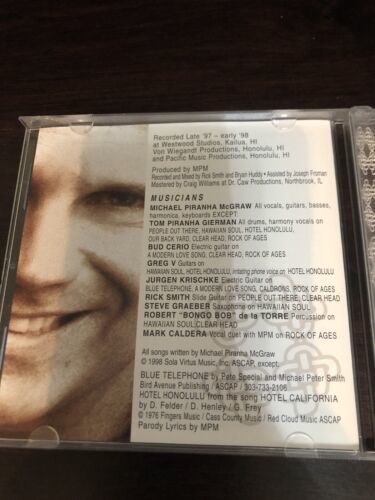 Recorded Late '97 – early '98
at Westwood Studios, Kailua, HI
Von Wiegandt Productions, Honolulu, HI
and Pacific Music Productions, Honolulu, HI
Produced by MPM
Recorded and Mixed by Rick Smith and Bryan Huddy • Assisted by Joseph Froman
Mastered by Craig Williams at Dr. Caw Productions, Northbrook, IL
MUSICIANS
MICHAEL PIRANHA McGRAW All vocals, guitars, basses,
harmonica, keyboards EXCEPT:
TOM PIRANHA GIERMAN All drums, harmony vocals on
PEOPLE OUT THERE, HAWAIIAN SOUL, HOTEL HONOLULU,
OUR BACK YARD, CLEAR HEAD, ROCK OF AGES
BUD CERIO Electric guitar on
A MODERN LOVE SONG, CLEAR HEAD, ROCK OF AGES
GREG V Guitars on
HAWAIIAN SOUL, HOTEL HONOLULU, irritating phone voice on HOTEL HONOLULU
JURGEN KRISCHKE Electric Guitar on
BLUE TELEPHONE, A MODERN LOVE SONG, CALDRONS, ROCK OF AGES
RICK SMITH Slide Guitar on PEOPLE OUT THERE, CLEAR HEAD
STEVE GRAEBER Saxophone on HAWAIIAN SOUL
ROBERT "BONGO BOB" de la TORRE Percussion on
HAWAIIAN SOUL, CLEAR HEAD
MARK CALDERA Vocal duet with MPM on ROCK OF AGES
All songs written by Michael Piranha McGraw
© 1998 Sola Virtus Music, Inc. ASCAP, except:
BLUE TELEPHONE by Pete Special and Michael Peter Smith
Bird Avenue Publishing / ASCAP / 303-733-2106
HOTEL HONOLULU from the song HOTEL CALIFORNIA
by D. Felder / D. Henley / G. Frey
© 1976 Fingers Music / Cass County Music / Red Cloud Music ASCAP
Parody Lyrics by MPM